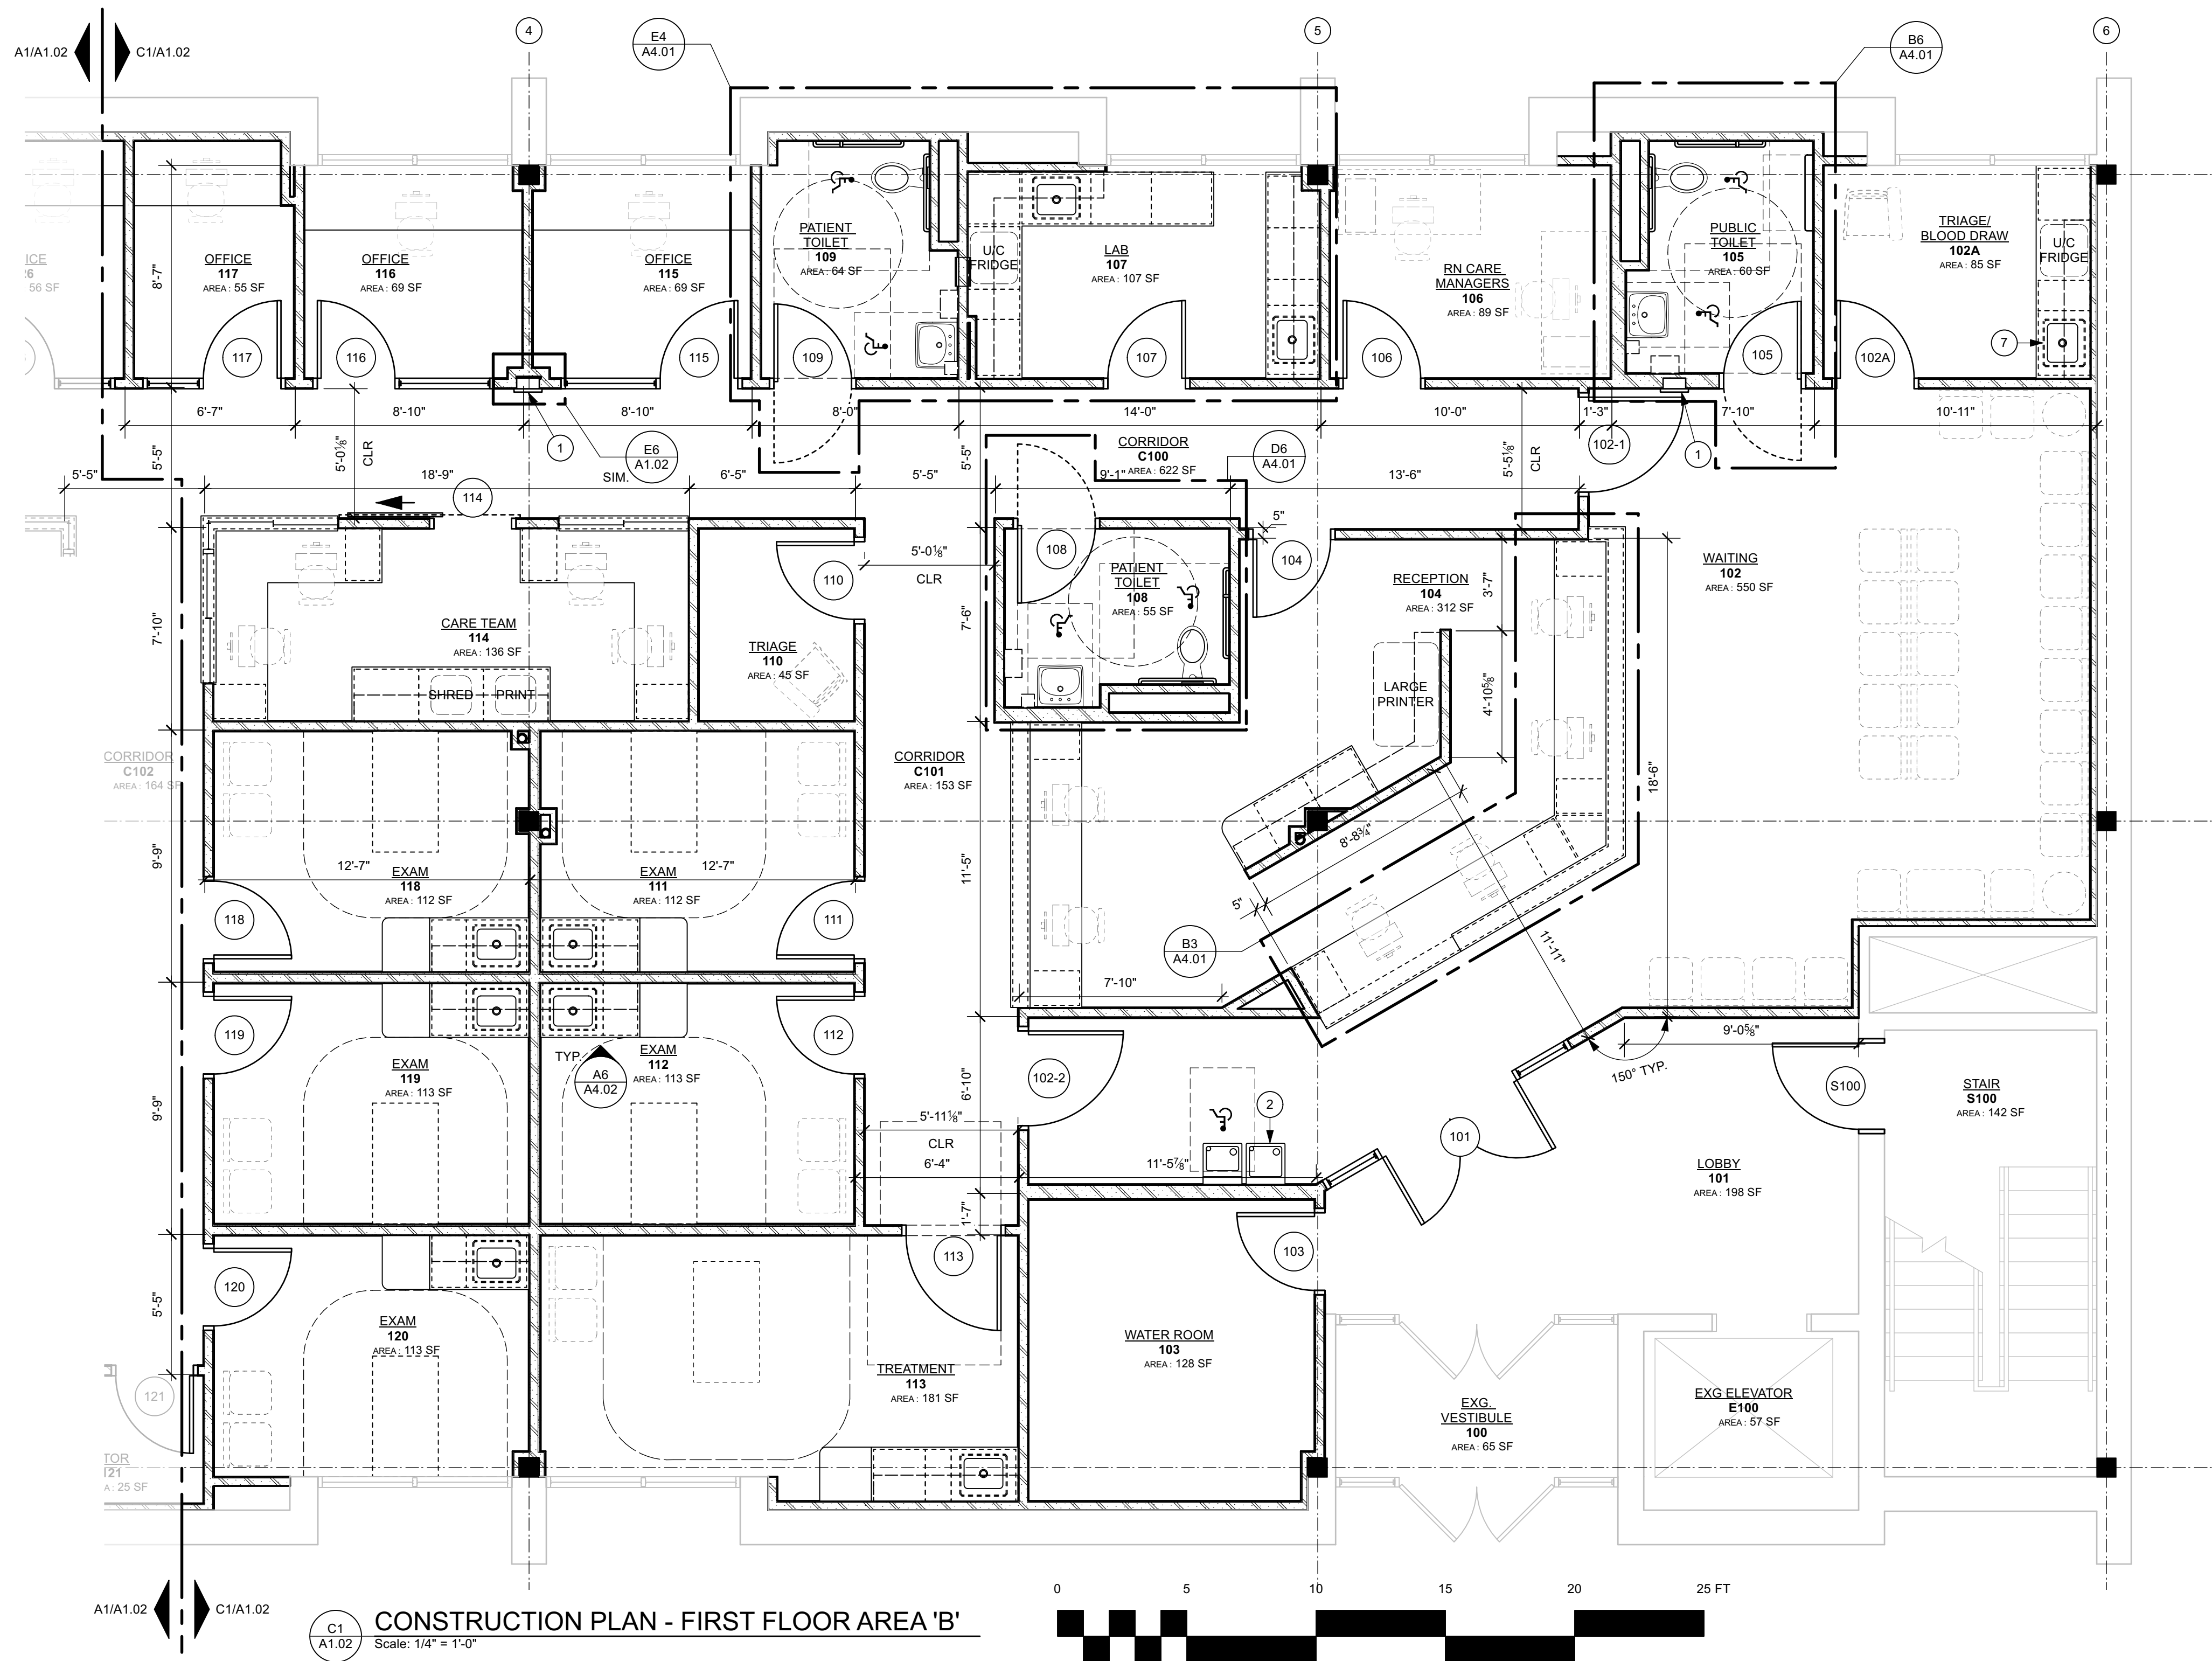 4
5
6
A1/A1.02
C1/A1.02
E4
A4.01
B6
A4.01
ICE
26
56 SF
OFFICE
117
AREA : 55 SF
OFFICE
116
AREA : 69 SF
OFFICE
115
AREA : 69 SF
PATIENT
TOILET
109
AREA : 64 SF
U/C
FRIDGE
LAB
107
AREA : 107 SF
RN CARE
MANAGERS
106
AREA : 89 SF
PUBLIC
TOILET
105
AREA : 60 SF
TRIAGE/
BLOOD DRAW
102A
AREA : 85 SF
U/C
FRIDGE
8'-7"
117
116
115
109
107
106
105
102A
7
6'-7"
8'-10"
8'-10"
8'-0"
14'-0"
10'-0"
1'-3"
7'-10"
10'-11"
5'-5"
5'-0⅛"
CLR
1
E6
A1.02
SIM.
5'-5"
CORRIDOR
C100
AREA : 622 SF
D6
A4.01
5'-5⅛"
CLR
102-1
1
5'-5"
18'-9"
6'-5"
5'-5"
9'-1"
13'-6"
114
5"
110
5'-0⅛"
CLR
108
104
PATIENT
TOILET
108
AREA : 55 SF
RECEPTION
104
AREA : 312 SF
3'-7"
WAITING
102
AREA : 550 SF
7'-10"
CARE TEAM
114
AREA : 136 SF
SHRED
PRINT
TRIAGE
110
AREA : 45 SF
7'-6"
LARGE
PRINTER
4'-10⅝"
18'-6"
CORRIDOR
C102
AREA : 164 SF
CORRIDOR
C101
AREA : 153 SF
9'-9"
12'-7"
12'-7"
EXAM
118
AREA : 112 SF
EXAM
111
AREA : 112 SF
11'-5"
8'-8¾"
5"
118
111
B3
A4.01
11'-11"
7'-10"
119
112
EXAM
119
AREA : 113 SF
TYP.
A6
A4.02
EXAM
112
AREA : 113 SF
9'-9"
102-2
6'-10"
2
9'-0⅝"
150° TYP.
S100
STAIR
S100
AREA : 142 SF
5'-11⅛"
CLR
6'-4"
11'-5⅞"
101
LOBBY
101
AREA : 198 SF
1'-7"
120
113
103
5'-5"
EXAM
120
AREA : 113 SF
TREATMENT
113
AREA : 181 SF
WATER ROOM
103
AREA : 128 SF
EXG.
VESTIBULE
100
AREA : 65 SF
EXG ELEVATOR
E100
AREA : 57 SF
121
TOR
121
A : 25 SF
A1/A1.02
C1/A1.02
C1
A1.02
CONSTRUCTION PLAN - FIRST FLOOR AREA 'B'
Scale: 1/4" = 1'-0"
0 5 10 15 20 25 FT